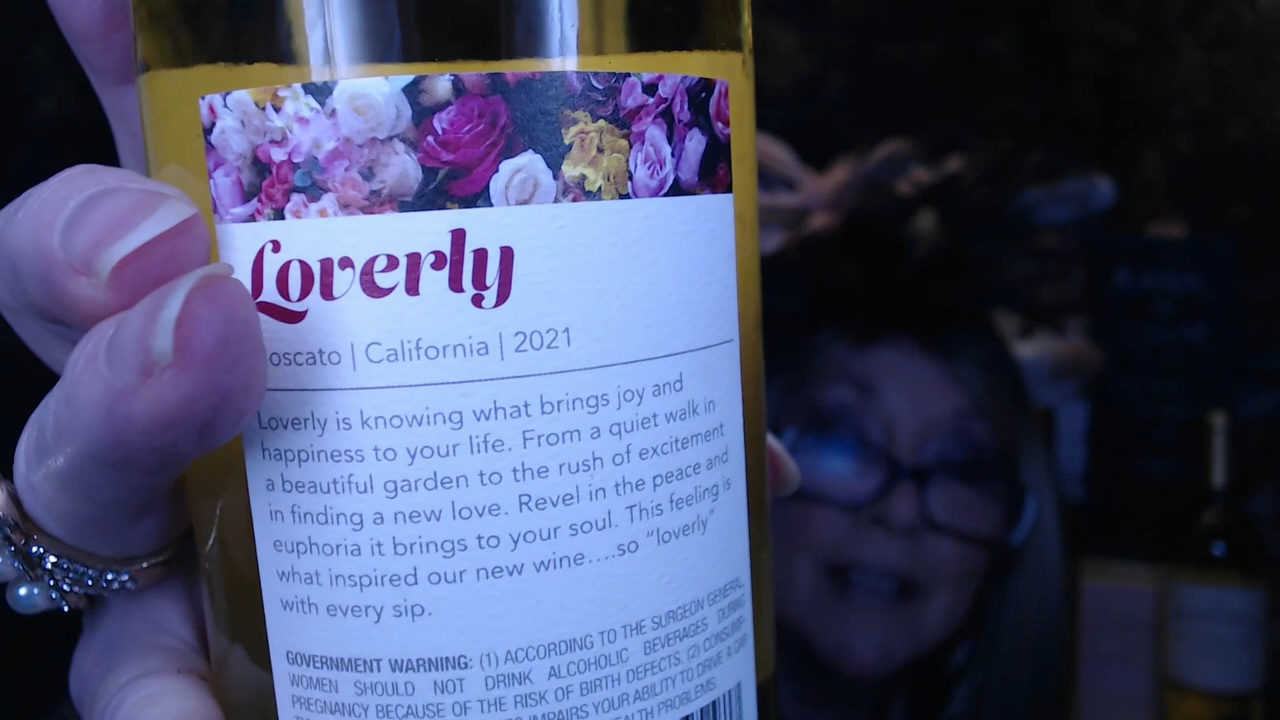 Loverly
oscato | California | 2021
Loverly is knowing what brings joy and
happiness to your life. From a quiet walk in
a beautiful garden to the rush of excitement
in finding a new love. Revel in the peace and
euphoria it brings to your soul. This feeling is
what inspired our new wine....so “loverly”
with every sip.
GOVERNMENT WARNING: (1) ACCORDING TO THE SURGEON GENERAL,
WOMEN SHOULD NOT DRINK ALCOHOLIC BEVERAGES DURING
PREGNANCY BECAUSE OF THE RISK OF BIRTH DEFECTS. (2) CONSUMP-
IMPAIRS YOUR ABILITY TO DRIVE A CAR
HEALTH PROBLEMS.